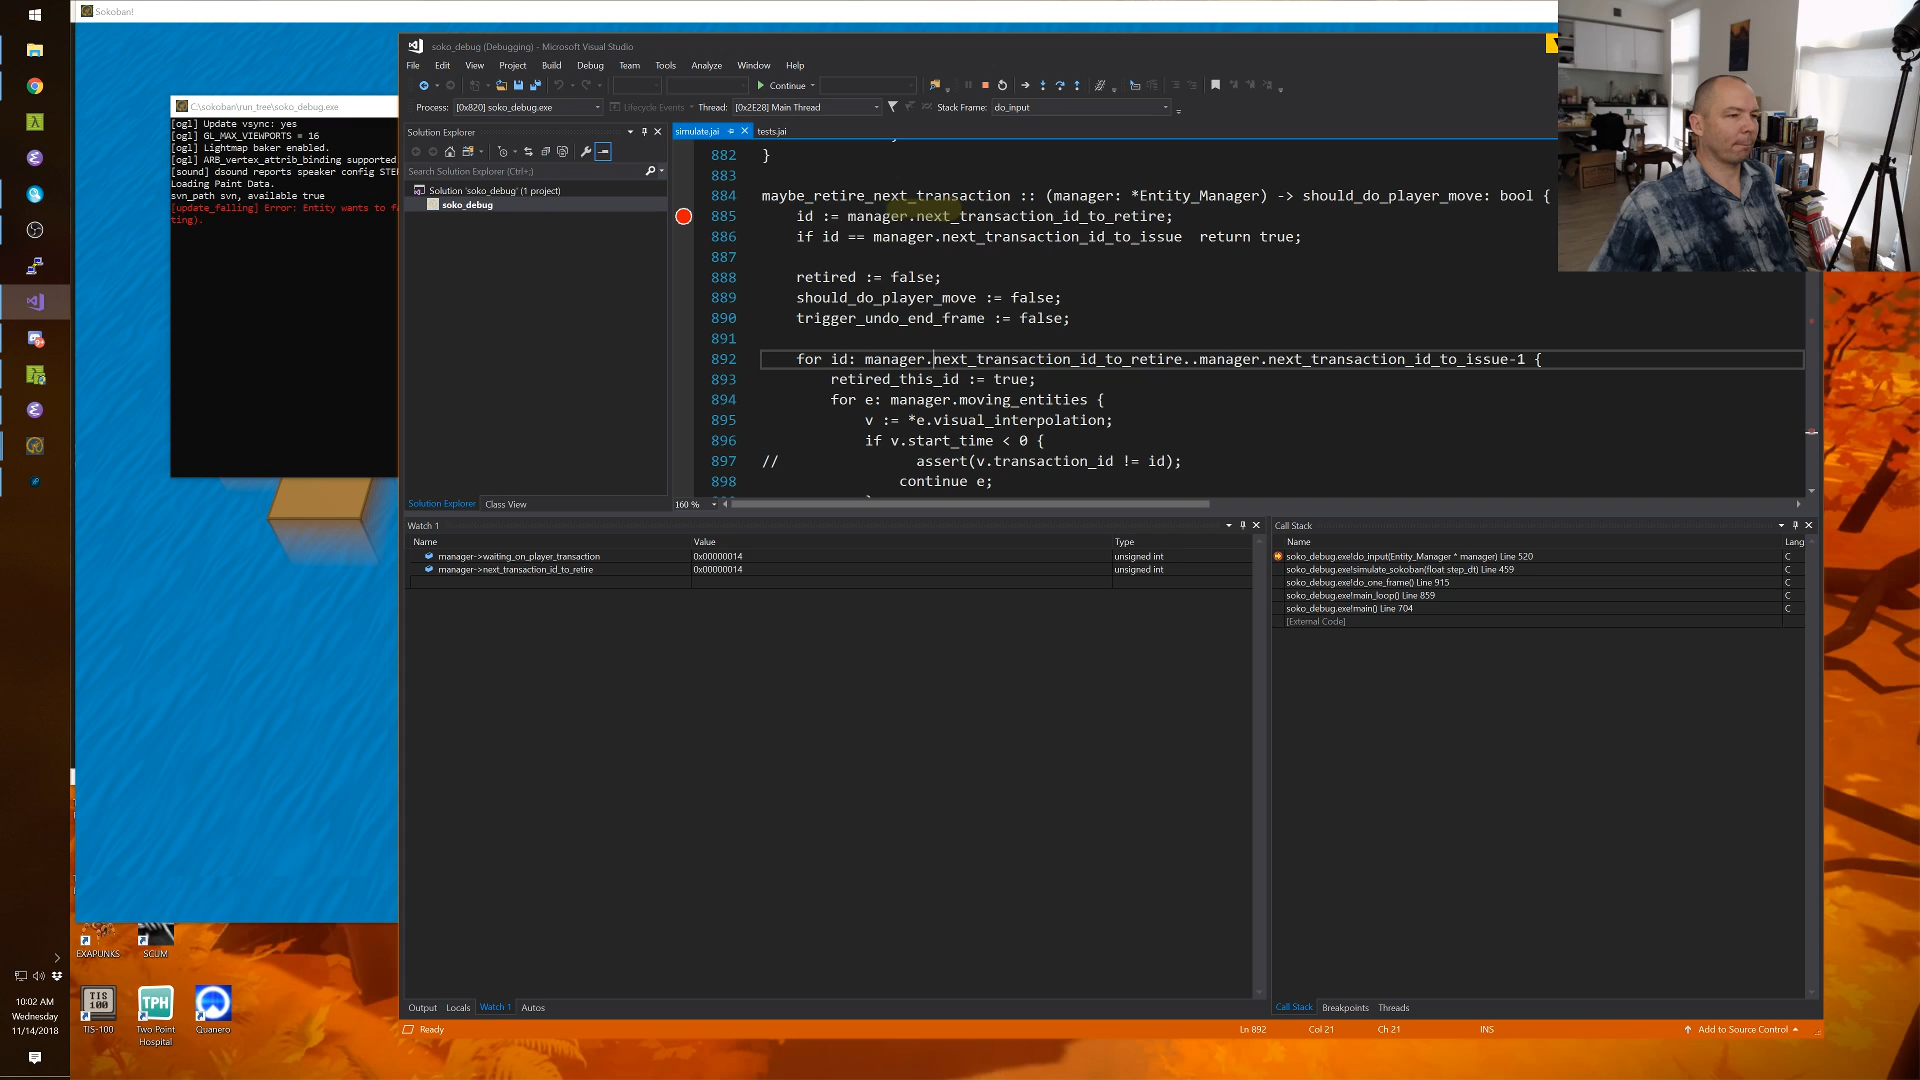 Sokoban!
C:\sokoban\run_tree\soko_debug.exe
[ogl] Update vsync: yes
[ogl] GL_MAX_VIEWPORTS = 16
[ogl] Lightmap baker enabled.
[ogl] ARB_vertex_attrib_binding supported
[sound] dsound reports speaker config STE
Loading Paint Data.
svn_path svn, available true
[update_falling] Error: Entity wants to f
ting).
soko_debug (Debugging) - Microsoft Visual Studio
File Edit View Project Build Debug Team Tools Analyze Window Help
Continue
Process: [0x820] soko_debug.exe Lifecycle Events Thread: [0x2E28] Main Thread Stack Frame: do_input
Solution Explorer
Search Solution Explorer (Ctrl+;)
Solution 'soko_debug' (1 project)
soko_debug
Solution Explorer Class View
simulate.jai tests.jai
882 }
883
884 maybe_retire_next_transaction :: (manager: *Entity_Manager) -> should_do_player_move: bool {
885 id := manager.next_transaction_id_to_retire;
886 if id == manager.next_transaction_id_to_issue return true;
887
888 retired := false;
889 should_do_player_move := false;
890 trigger_undo_end_frame := false;
891
892 for id: manager.next_transaction_id_to_retire..manager.next_transaction_id_to_issue-1 {
893 retired_this_id := true;
894 for e: manager.moving_entities {
895 v := *e.visual_interpolation;
896 if v.start_time < 0 {
897 // assert(v.transaction_id != id);
898 continue e;
160 %
Watch 1
Name Value Type
manager->waiting_on_player_transaction 0x00000014 unsigned int
manager->next_transaction_id_to_retire 0x00000014 unsigned int
Output Locals Watch 1 Autos
Call Stack
Name Lang
soko_debug.exe!do_input(Entity_Manager * manager) Line 520 C
soko_debug.exe!simulate_sokoban(float step_dt) Line 459 C
soko_debug.exe!do_one_frame() Line 915 C
soko_debug.exe!main_loop() Line 859 C
soko_debug.exe!main() Line 704 C
[External Code]
Call Stack Breakpoints Threads
Ready Ln 892 Col 21 Ch 21 INS Add to Source Control
EXAPUNKS SCUM
TIS
100
TPH
TIS-100 Two Point
Hospital Quanero
10:02 AM
Wednesday
11/14/2018